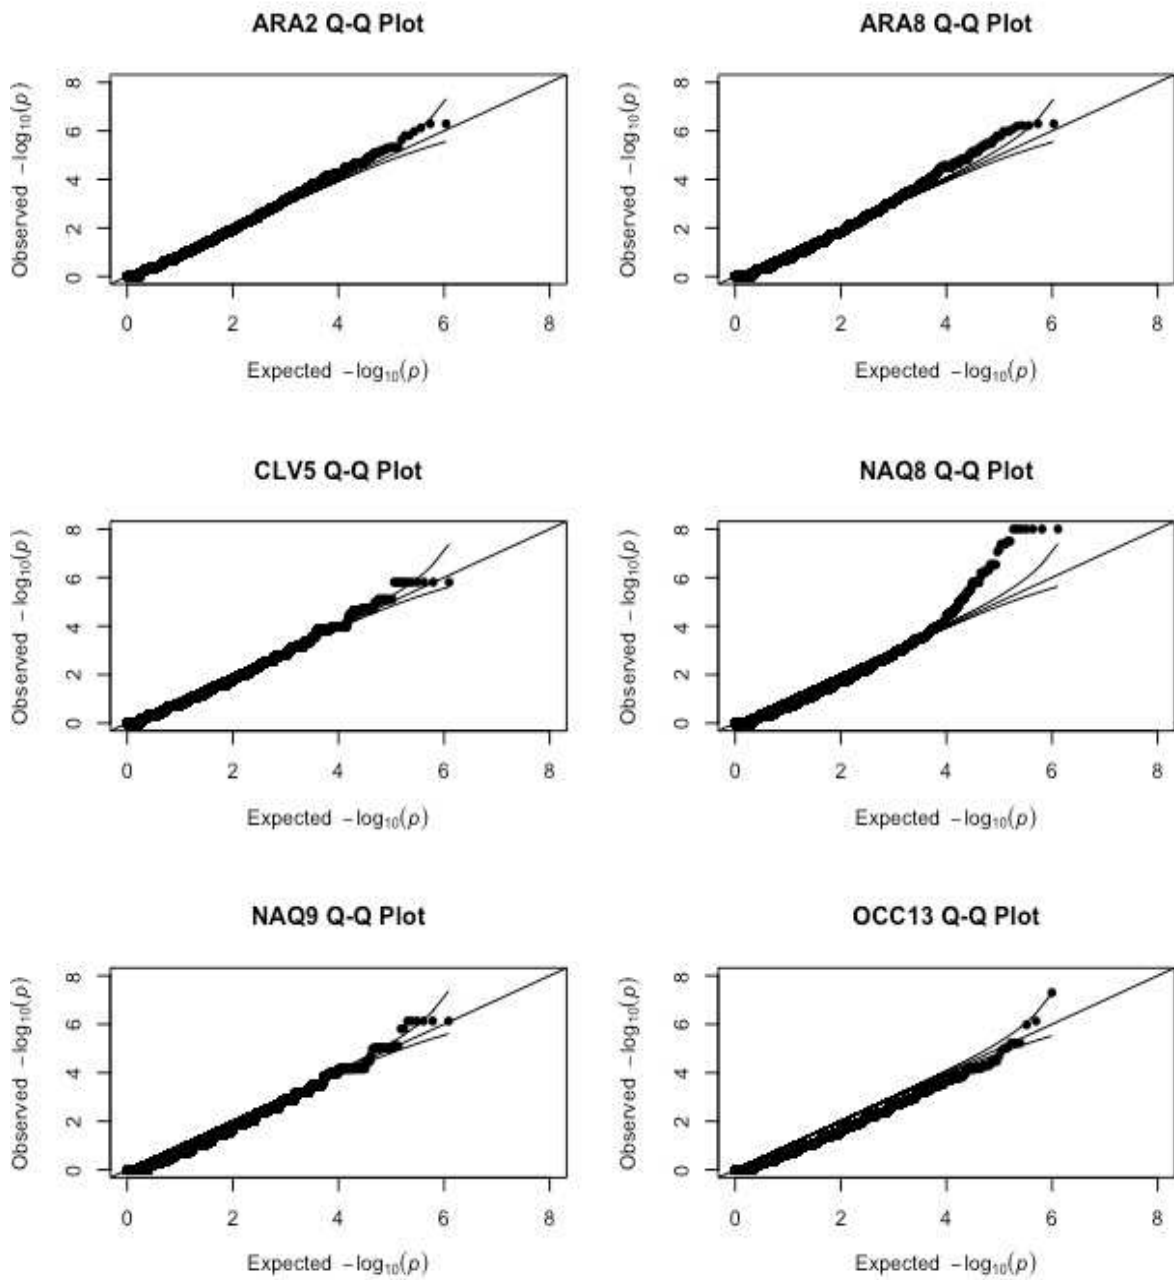 ARA2 Q-Q Plot
Observed −log₁₀(p)
8
6
4
2
0
0 2 4 6 8
Expected −log₁₀(p)
ARA8 Q-Q Plot
Observed −log₁₀(p)
8
6
4
2
0
0 2 4 6 8
Expected −log₁₀(p)
CLV5 Q-Q Plot
Observed −log₁₀(p)
8
6
4
2
0
0 2 4 6 8
Expected −log₁₀(p)
NAQ8 Q-Q Plot
Observed −log₁₀(p)
8
6
4
2
0
0 2 4 6 8
Expected −log₁₀(p)
NAQ9 Q-Q Plot
Observed −log₁₀(p)
8
6
4
2
0
0 2 4 6 8
Expected −log₁₀(p)
OCC13 Q-Q Plot
Observed −log₁₀(p)
8
6
4
2
0
0 2 4 6 8
Expected −log₁₀(p)